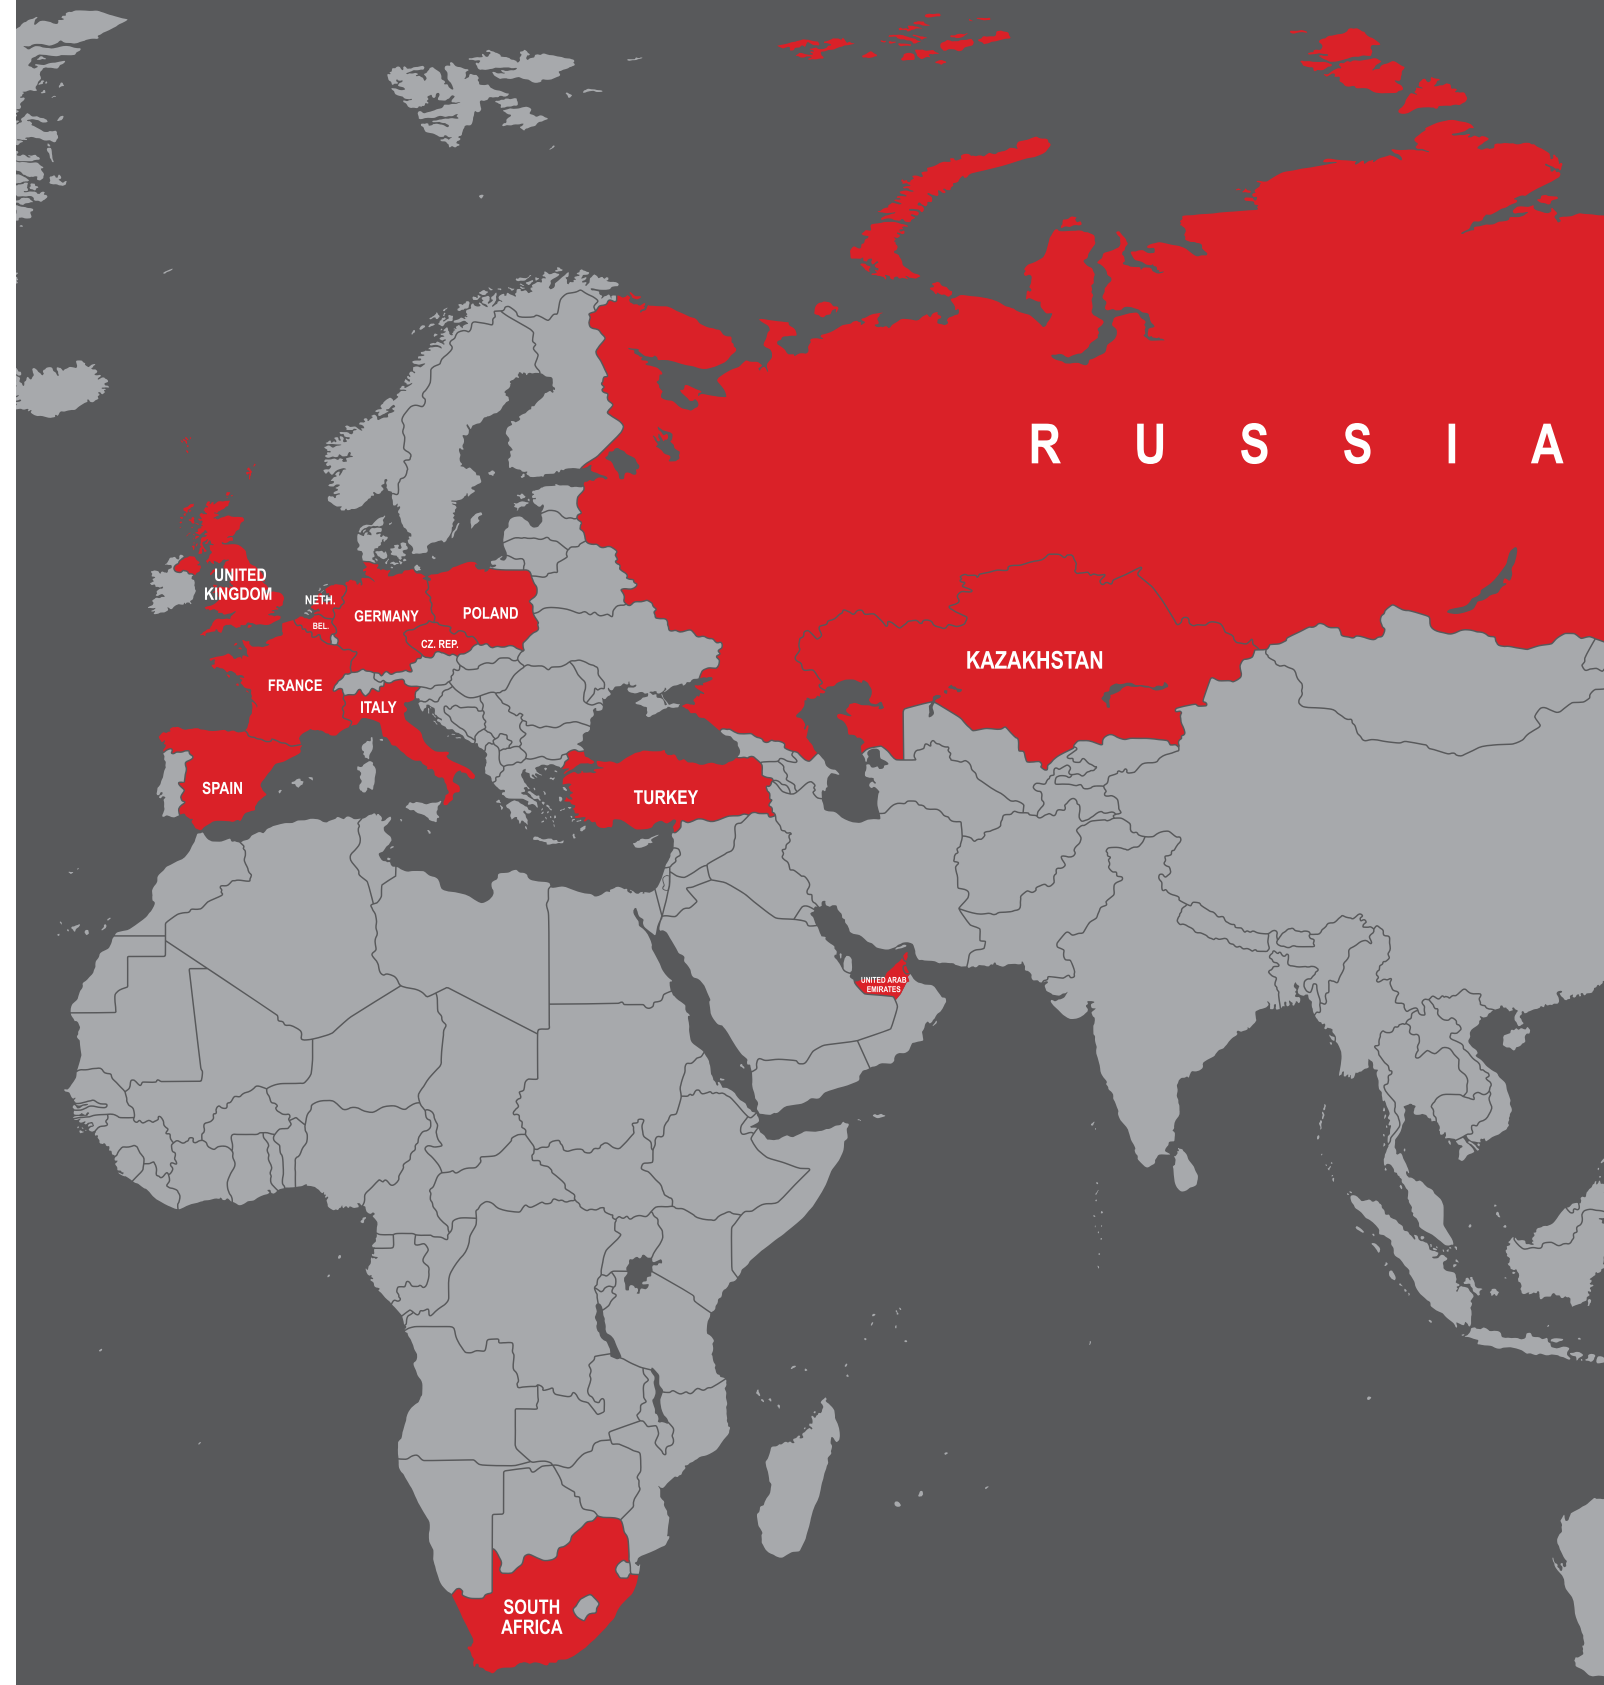 R U S S I A
UNITED
KINGDOM
NETH.
BEL.
GERMANY
POLAND
CZ. REP.
KAZAKHSTAN
FRANCE
ITALY
SPAIN
TURKEY
UNITED ARAB
EMIRATES
SOUTH
AFRICA